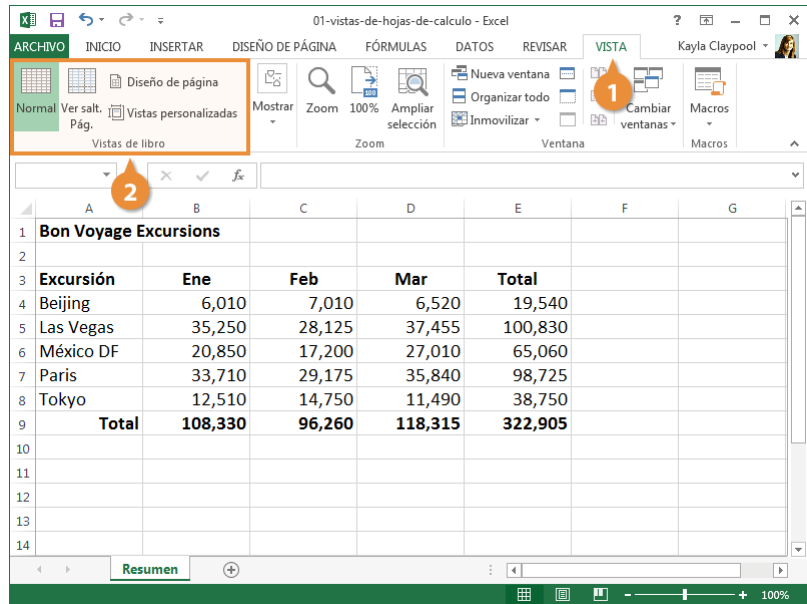 01-vistas-de-hojas-de-calculo - Excel ?
ARCHIVO INICIO INSERTAR DISEÑO DE PÁGINA FÓRMULAS DATOS REVISAR VISTA Kayla Claypool
Normal
Ver salt. Pág.
Diseño de página
Vistas personalizadas
Vistas de libro
Mostrar
Zoom
100%
Ampliar selección
Zoom
Nueva ventana
Organizar todo
Inmovilizar
Cambiar ventanas
Ventana
Macros
Macros
1
2
fx
A B C D E F G
1 Bon Voyage Excursions
2
3 Excursión Ene Feb Mar Total
4 Beijing 6,010 7,010 6,520 19,540
5 Las Vegas 35,250 28,125 37,455 100,830
6 México DF 20,850 17,200 27,010 65,060
7 Paris 33,710 29,175 35,840 98,725
8 Tokyo 12,510 14,750 11,490 38,750
9 Total 108,330 96,260 118,315 322,905
10
11
12
13
14
Resumen
100%